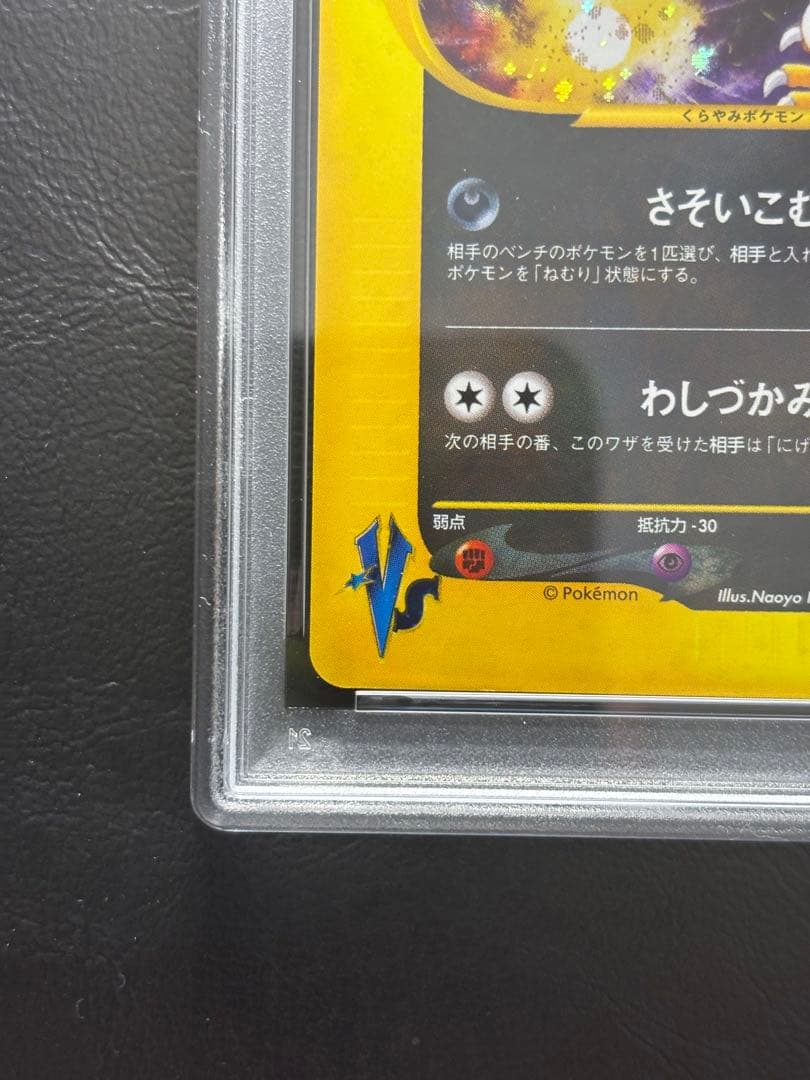 くらやみポケモン
さそいこむ
相手のベンチのポケモンを1匹選び、相手と入れ
ポケモンを「ねむり」状態にする。
わしづかみ
次の相手の番、このワザを受けた相手は「にげ
弱点
抵抗力 -30
VS
© Pokémon
Illus.Naoyo